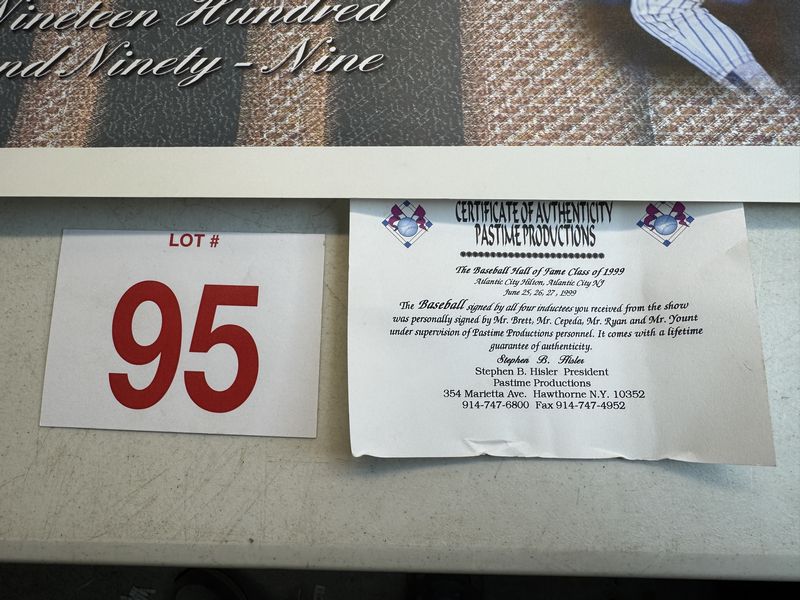 Nineteen Hundred
and Ninety - Nine
LOT #
95
CERTIFICATE OF AUTHENTICITY
PASTIME PRODUCTIONS
The Baseball Hall of Fame Class of 1999
Atlantic City Hilton, Atlantic City NJ
June 25, 26, 27 , 1999
The Baseball signed by all four inductees you received from the show
was personally signed by Mr. Brett, Mr. Cepeda, Mr. Ryan and Mr. Yount
under supervision of Pastime Productions personnel. It comes with a lifetime
guarantee of authenticity.
Stephen B. Hisler
Stephen B. Hisler President
Pastime Productions
354 Marietta Ave. Hawthorne N.Y. 10352
914-747-6800 Fax 914-747-4952